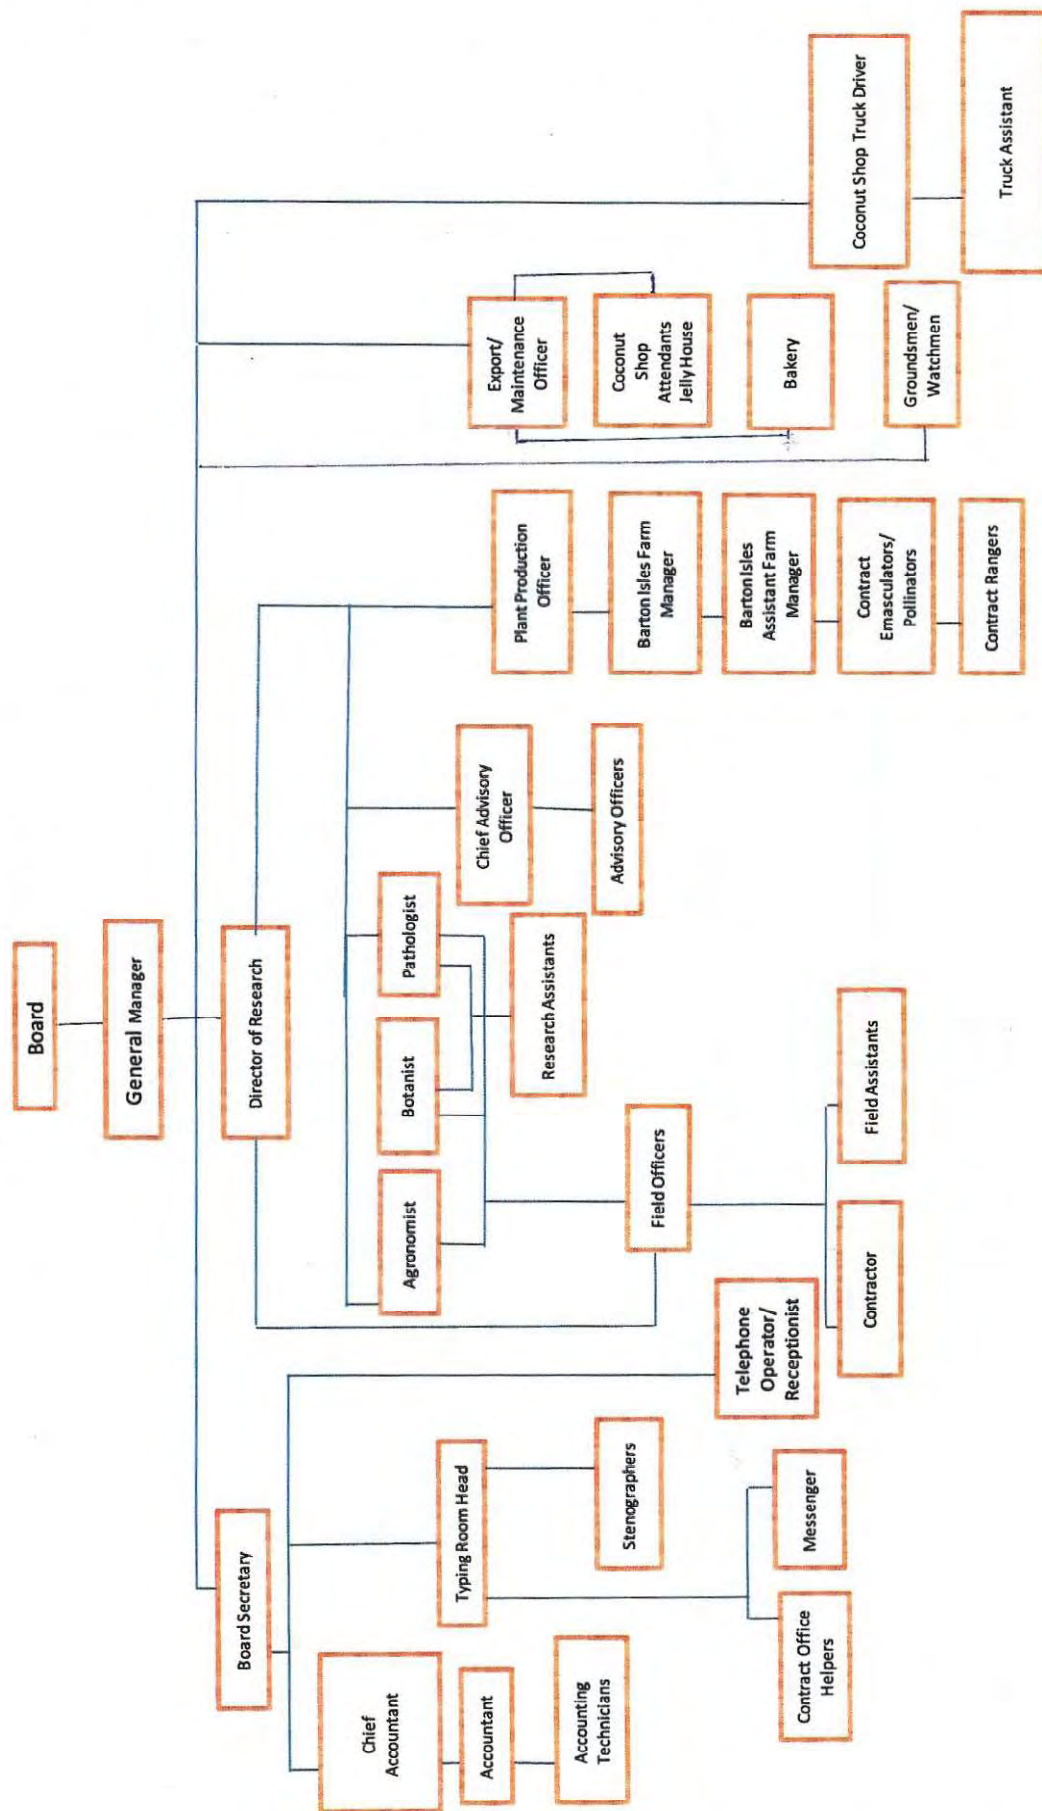 Board
General Manager
Board Secretary
Director of Research
Chief
Accountant
Accountant
Accounting
Technicians
Typing Room Head
Stenographers
Contract Office
Helpers
Messenger
Telephone
Operator/
Receptionist
Agronomist
Botanist
Pathologist
Research Assistants
Field Officers
Contractor
Field Assistants
Chief Advisory
Officer
Advisory Officers
Plant Production
Officer
Barton Isles Farm
Manager
Barton Isles
Assistant Farm
Manager
Contract
Emasculators/
Pollinators
Contract Rangers
Export/
Maintenance
Officer
Coconut
Shop
Attendants
Jelly House
Bakery
Groundsmen/
Watchmen
Coconut Shop Truck Driver
Truck Assistant